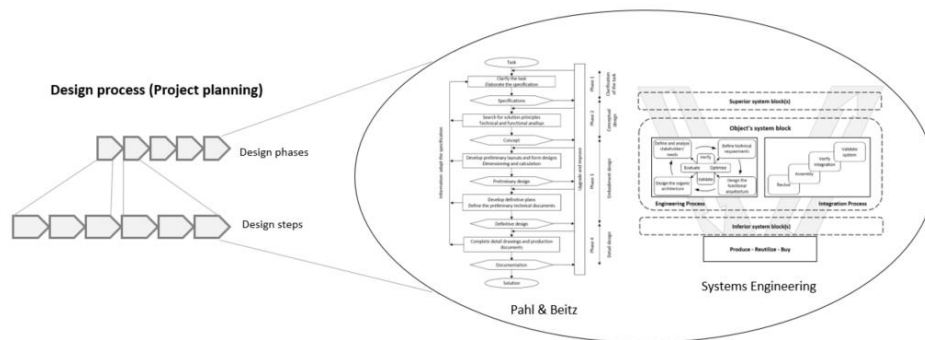 Design process (Project planning)
Design phases
Design steps
Task
Clarify the task
Elaborate the specification
Specifications
Search for solution principles
Technical and functional
Concept
Develop preliminary layouts and form designs
Dimensioning and calculation
Preliminary design
Develop definitive plans
Define the preliminary technical documents
Definitive design
Complete detail drawings and production
documents
Documentation
Solution
Information: adapt the specification
Upgrade and improve
Phase 1
Clarification
of the task
Phase 2
Conceptual
design
Phase 3
Embodiment design
Phase 4
Detail design
Pahl & Beitz
Superior system block(s)
Object's system block
Define and analyse
stakeholders'
needs
Define technical
requirements
Verify
Evaluate
Optimize
Validate
Design the organic
architecture
Design the
functional
architecture
Engineering Process
Validate
system
Verify
integration
Assembly
Integration Process
Inferior system block(s)
Produce - Reutilize - Buy
Systems Engineering